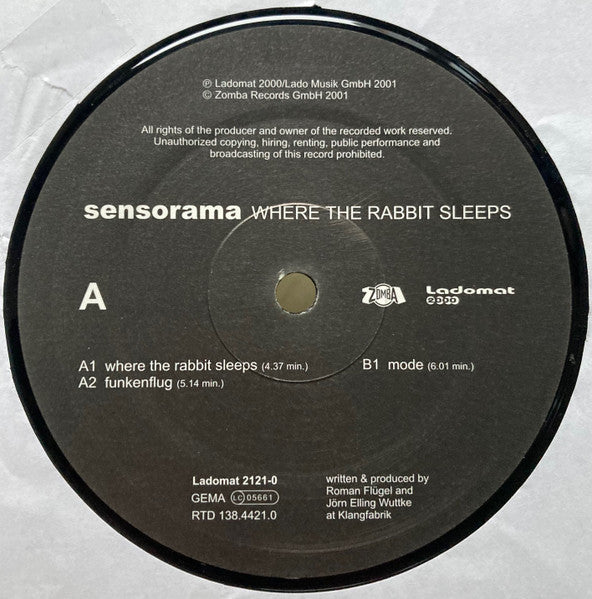 ℗ Ladomat 2000/Lado Musik GmbH 2001
© Zomba Records GmbH 2001
All rights of the producer and owner of the recorded work reserved.
Unauthorized copying, hiring, renting, public performance and
broadcasting of this record prohibited.
sensorama WHERE THE RABBIT SLEEPS
A
ZOMBA
Ladomat
2000
A1 where the rabbit sleeps (4.37 min.)
A2 funkenflug (5.14 min.)
B1 mode (6.01 min.)
Ladomat 2121-0
GEMA LC 05661
RTD 138.4421.0
written & produced by
Roman Flügel and
Jörn Elling Wuttke
at Klangfabrik